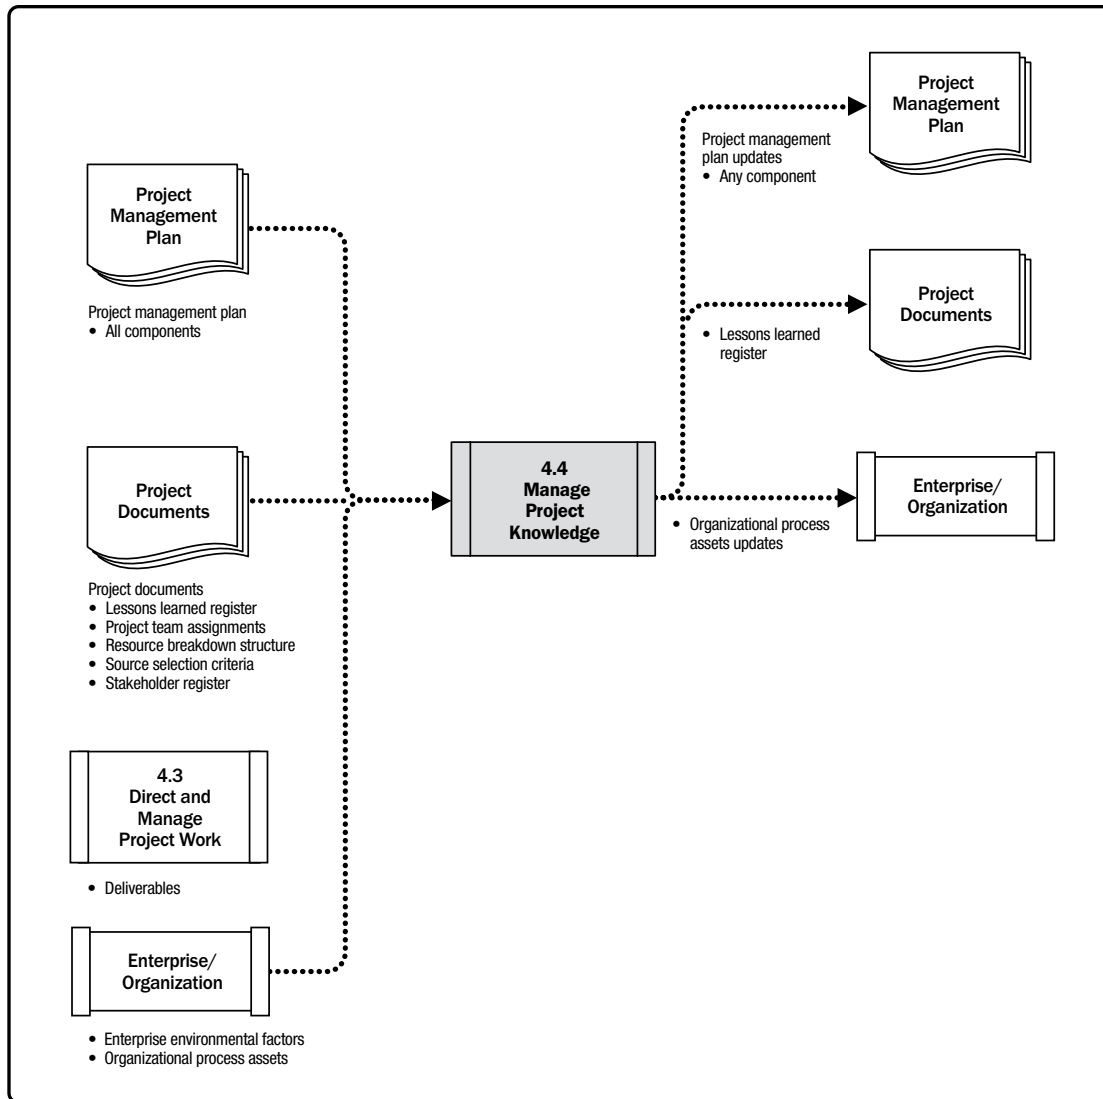 Project
Management
Plan
Project management plan
• All components
Project
Documents
Project documents
• Lessons learned register
• Project team assignments
• Resource breakdown structure
• Source selection criteria
• Stakeholder register
4.3
Direct and
Manage
Project Work
• Deliverables
Enterprise/
Organization
• Enterprise environmental factors
• Organizational process assets
4.4
Manage
Project
Knowledge
Project management
plan updates
• Any component
Project
Management
Plan
• Lessons learned
register
Project
Documents
• Organizational process
assets updates
Enterprise/
Organization